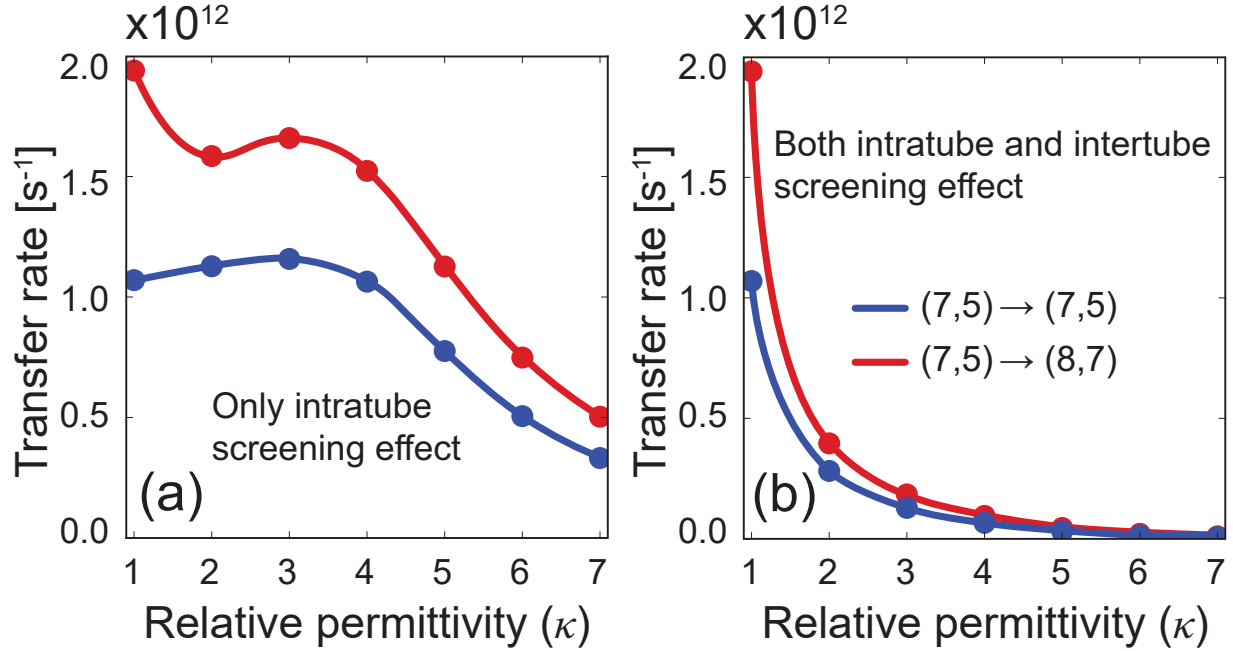 x10¹²
Transfer rate [s⁻¹]
2.0
1.5
1.0
0.5
0.0
Only intratube
screening effect
(a)
1 2 3 4 5 6 7
Relative permittivity (κ)
x10¹²
Transfer rate [s⁻¹]
2.0
1.5
1.0
0.5
0.0
Both intratube and intertube
screening effect
(7,5) → (7,5)
(7,5) → (8,7)
(b)
1 2 3 4 5 6 7
Relative permittivity (κ)